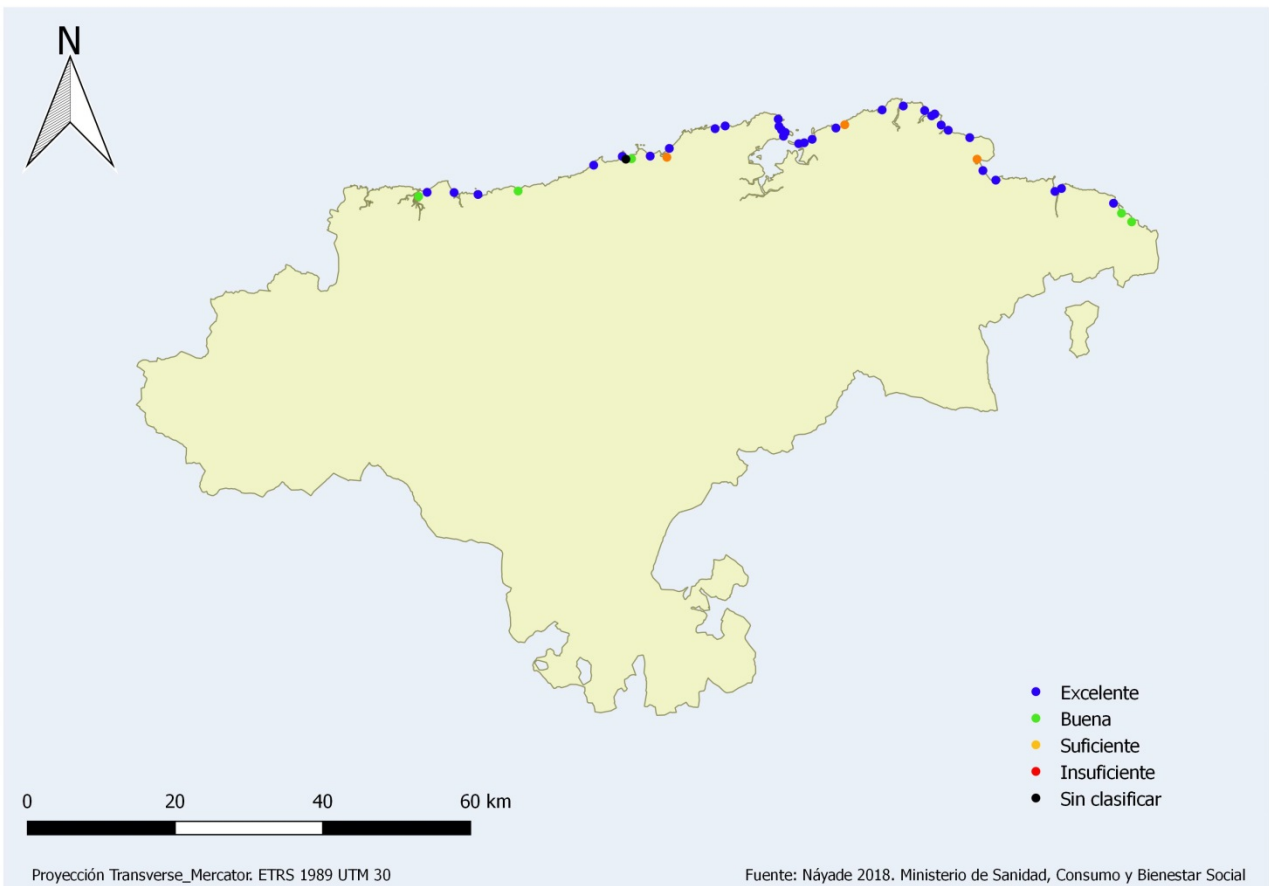 N
Excelente
Buena
Suficiente
Insuficiente
Sin clasificar
0 20 40 60 km
Proyección Transverse_Mercator. ETRS 1989 UTM 30
Fuente: Náyade 2018. Ministerio de Sanidad, Consumo y Bienestar Social